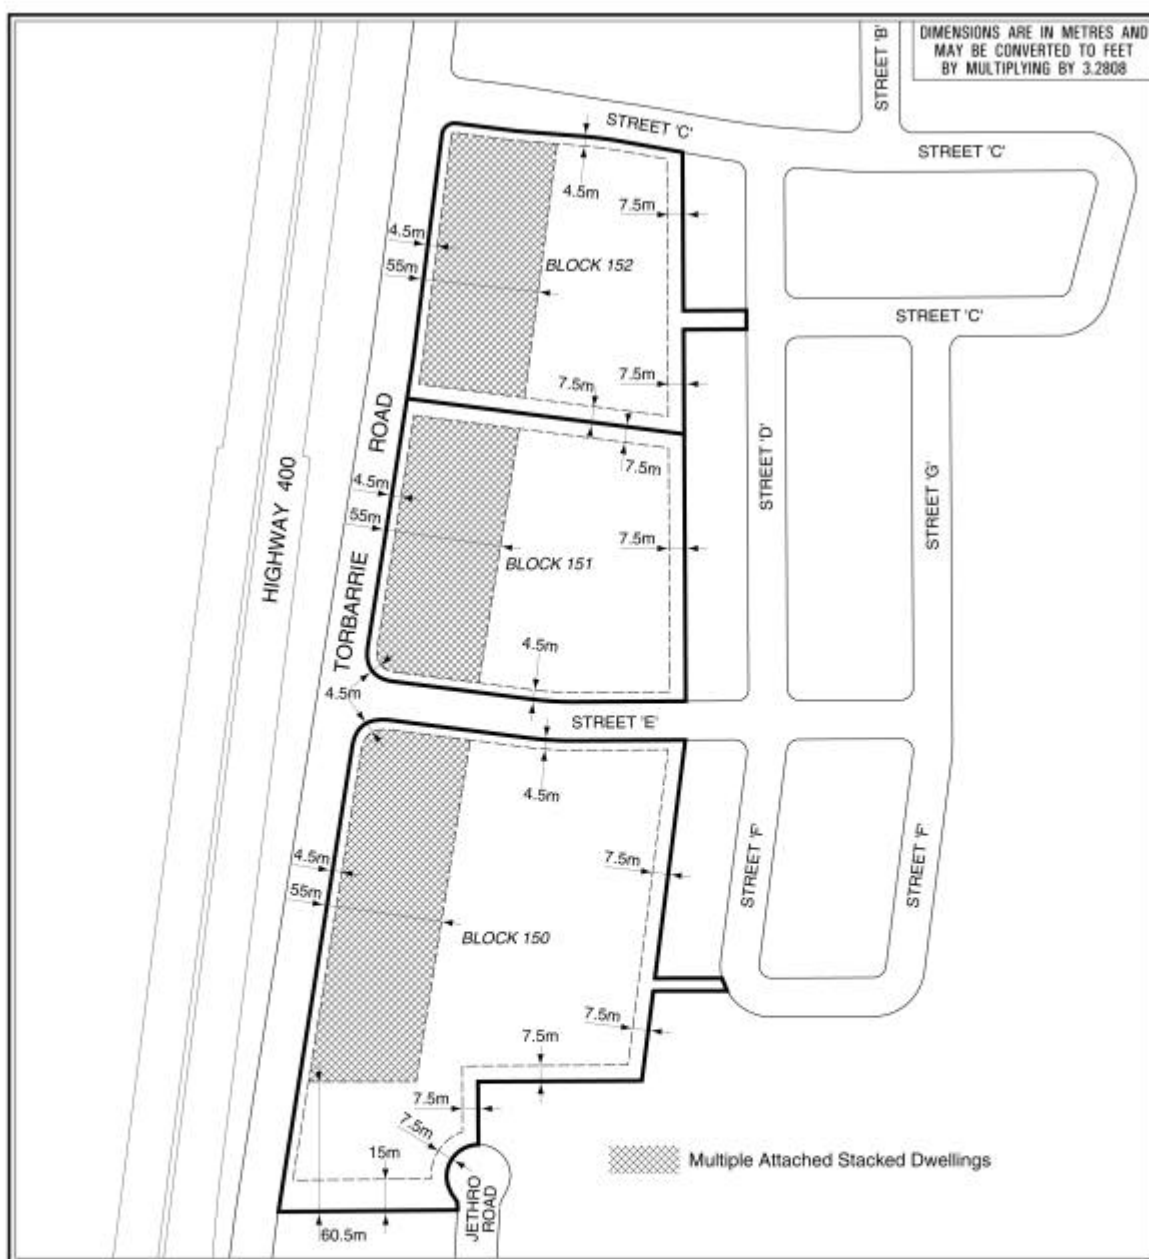 DIMENSIONS ARE IN METRES AND
MAY BE CONVERTED TO FEET
BY MULTIPLYING BY 3.2808
STREET 'B'
STREET 'C'
STREET 'C'
4.5m
7.5m
4.5m
55m
BLOCK 152
STREET 'C'
7.5m
7.5m
ROAD
7.5m
STREET 'D'
STREET 'G'
HIGHWAY 400
4.5m
55m
7.5m
BLOCK 151
TORBARRIE
4.5m
4.5m
STREET 'E'
4.5m
STREET 'F'
STREET 'F'
4.5m
7.5m
55m
BLOCK 150
7.5m
7.5m
7.5m
7.5m
15m
Multiple Attached Stacked Dwellings
JETHRO
ROAD
60.5m